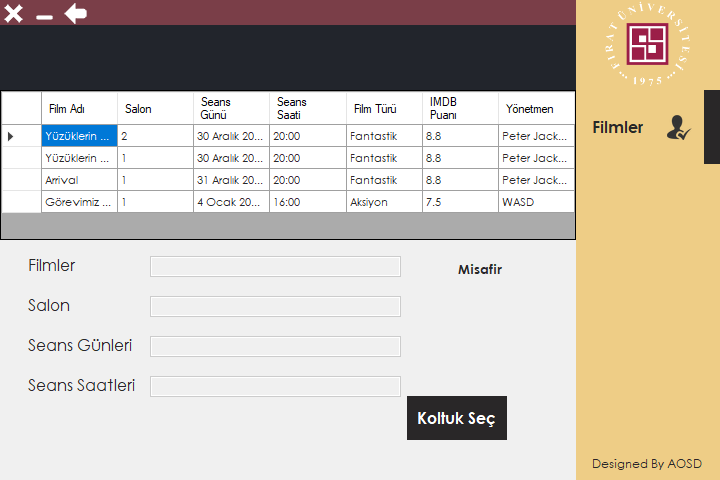 FIRAT ÜNİVERSİTESİ
1975
Film Adı Salon Seans Günü Seans Saati Film Türü IMDB Puanı Yönetmen
Yüzüklerin ... 2 30 Aralık 20... 20:00 Fantastik 8.8 Peter Jack...
Yüzüklerin ... 1 30 Aralık 20... 20:00 Fantastik 8.8 Peter Jack...
Arrival 1 31 Aralık 20... 20:00 Fantastik 8.8 Peter Jack...
Görevimiz ... 1 4 Ocak 20... 16:00 Aksiyon 7.5 WASD
Filmler
Filmler
Misafir
Salon
Seans Günleri
Seans Saatleri
Koltuk Seç
Designed By AOSD